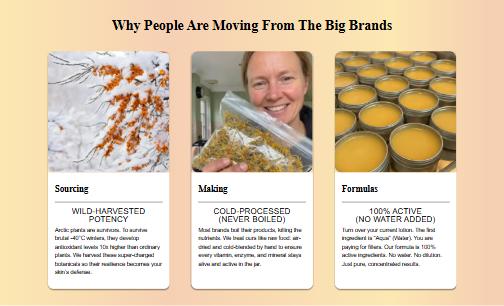 Why People Are Moving From The Big Brands
Sourcing
WILD-HARVESTED
POTENCY
Arctic plants are survivors. To survive
brutal -40°C winters, they develop
antioxidant levels 10x higher than ordinary
plants. We harvest these super-charged
botanicals so their resilience becomes your
skin's defense.
Making
COLD-PROCESSED
(NEVER BOILED)
Most brands boil their products, killing the
nutrients. We treat ours like raw food: air-
dried and cold-blended by hand to ensure
every vitamin, enzyme, and mineral stays
alive and active in the jar.
Formulas
100% ACTIVE
(NO WATER ADDED)
Turn over your current lotion. The first
ingredient is "Aqua" (Water). You are
paying for fillers. Our formula is 100%
active ingredients. No water. No dilution.
Just pure, concentrated results.